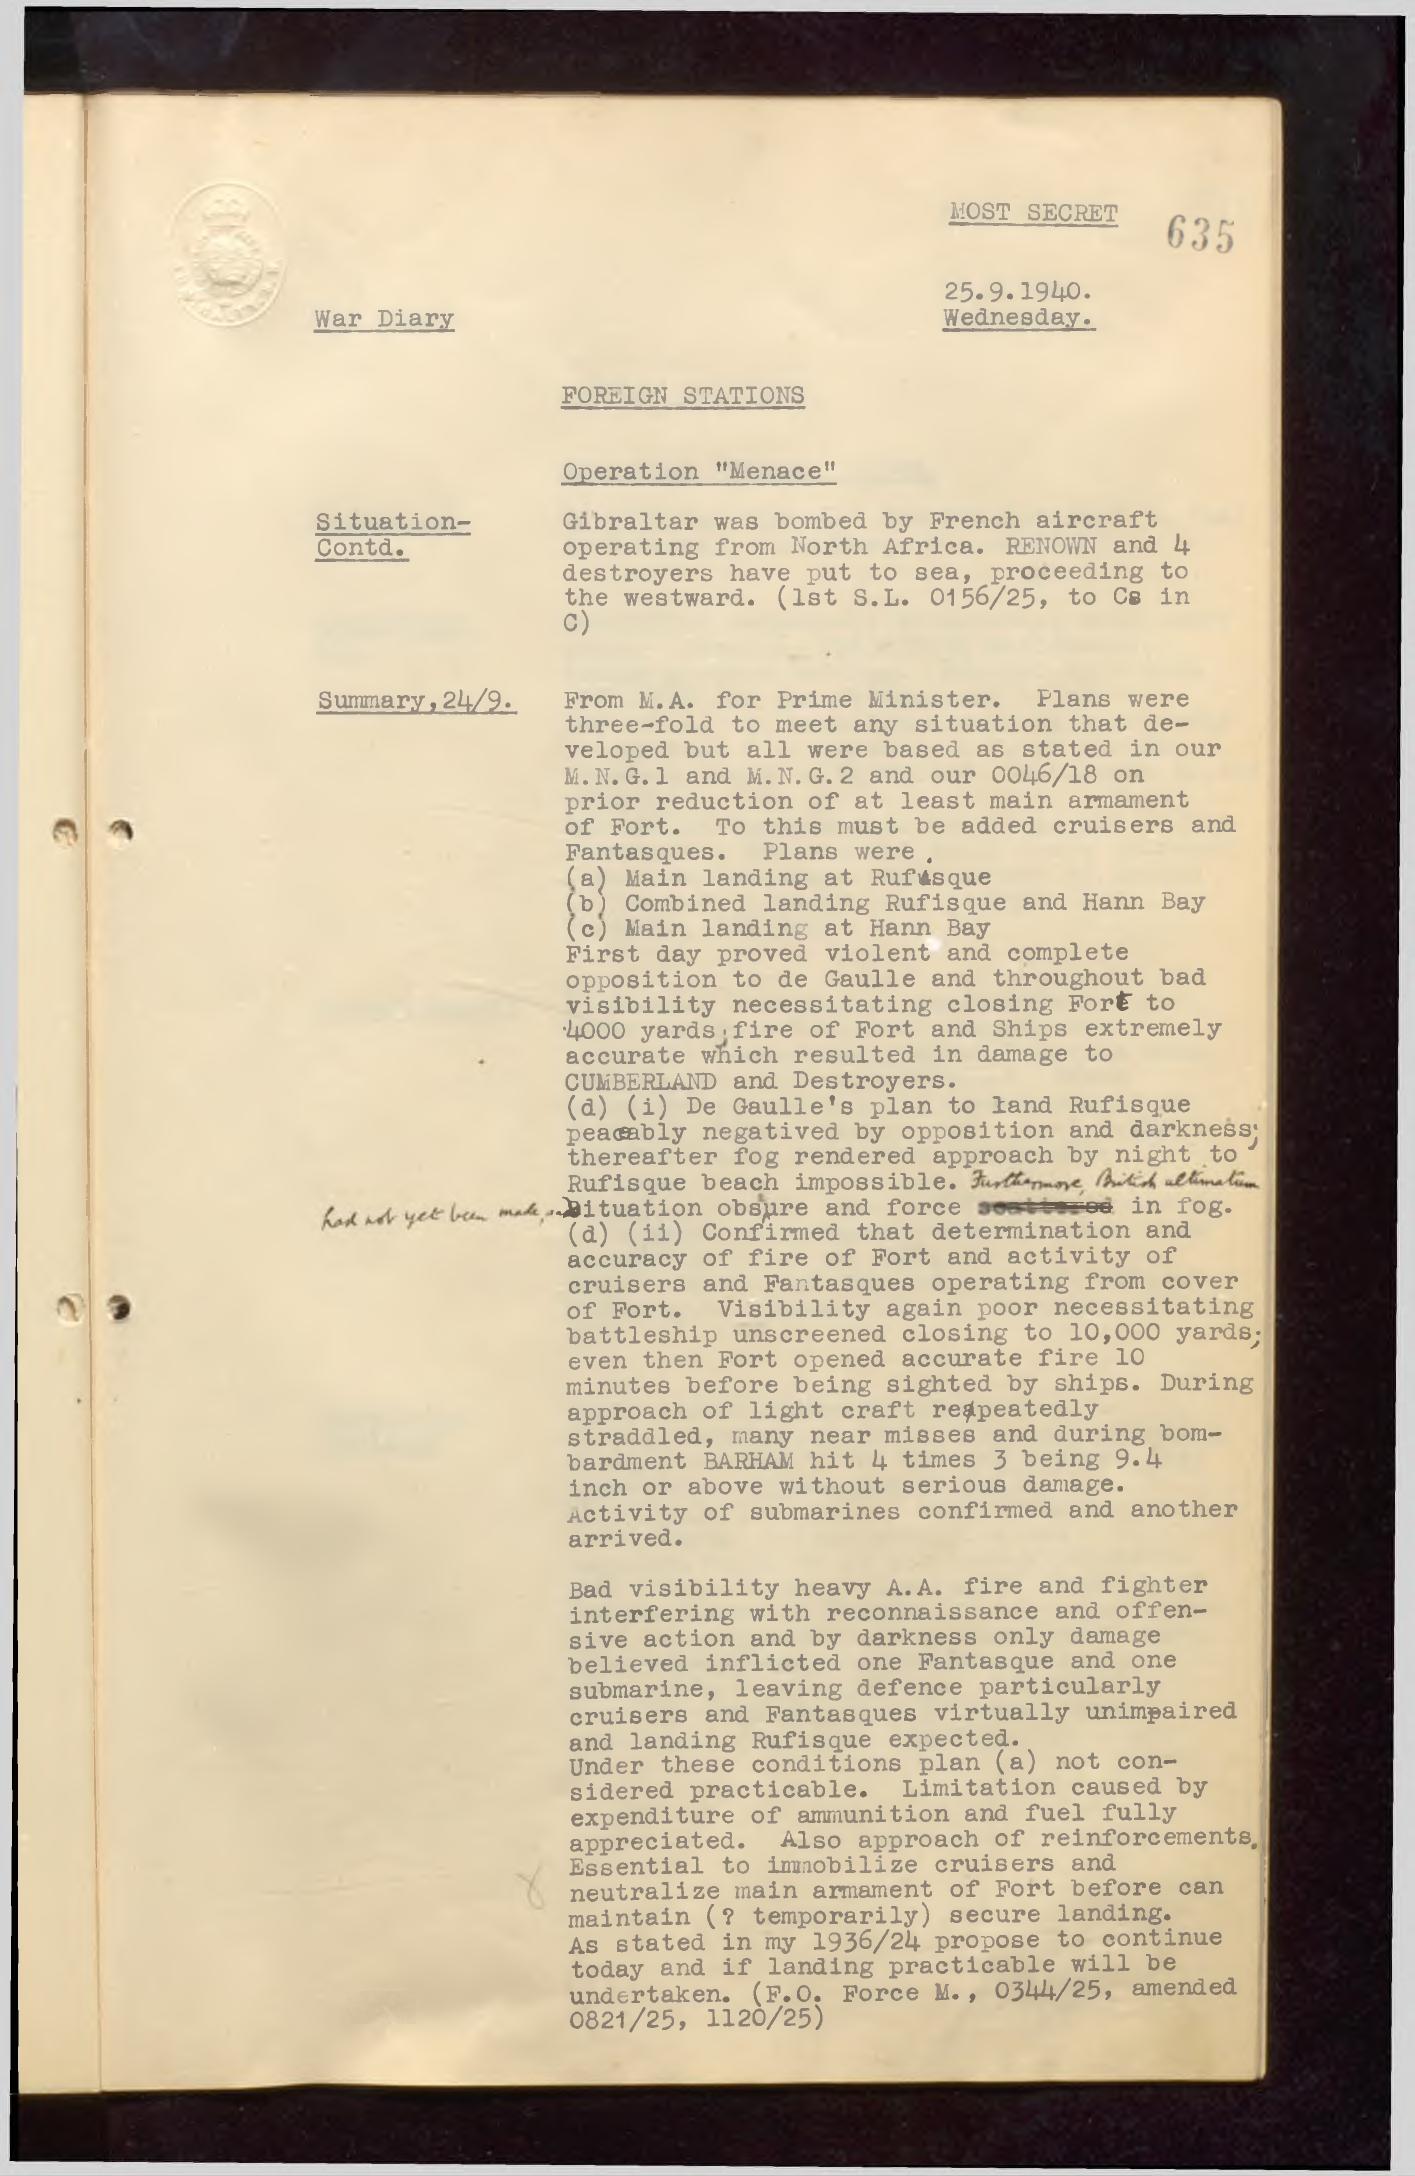 MOST SECRET
635
25.9.1940.
Wednesday.
War Diary
FOREIGN STATIONS
Operation "Menace"
Situation-
Contd.
Gibraltar was bombed by French aircraft
operating from North Africa. RENOWN and 4
destroyers have put to sea, proceeding to
the westward. (1st S.L. 0156/25, to Cs in
C)
Summary,24/9.
From M.A. for Prime Minister. Plans were
three-fold to meet any situation that de-
veloped but all were based as stated in our
M.N.G.1 and M.N.G.2 and our 0046/18 on
prior reduction of at least main armament
of Fort. To this must be added cruisers and
Fantasques. Plans were.
(a) Main landing at Rufisque
(b) Combined landing Rufisque and Hann Bay
(c) Main landing at Hann Bay
First day proved violent and complete
opposition to de Gaulle and throughout bad
visibility necessitating closing Fort to
4000 yards; fire of Fort and Ships extremely
accurate which resulted in damage to
CUMBERLAND and Destroyers.
(d) (i) De Gaulle's plan to land Rufisque
peaceably negatived by opposition and darkness;
thereafter fog rendered approach by night to
Rufisque beach impossible. Furthermore, British ultimatum
had not yet been made, and
Situation obscure and force scattered in fog.
(d) (ii) Confirmed that determination and
accuracy of fire of Fort and activity of
cruisers and Fantasques operating from cover
of Fort. Visibility again poor necessitating
battleship unscreened closing to 10,000 yards;
even then Fort opened accurate fire 10
minutes before being sighted by ships. During
approach of light craft repeatedly
straddled, many near misses and during bom-
bardment BARHAM hit 4 times 3 being 9.4
inch or above without serious damage.
Activity of submarines confirmed and another
arrived.
Bad visibility heavy A.A. fire and fighter
interfering with reconnaissance and offen-
sive action and by darkness only damage
believed inflicted one Fantasque and one
submarine, leaving defence particularly
cruisers and Fantasques virtually unimpaired
and landing Rufisque expected.
Under these conditions plan (a) not con-
sidered practicable. Limitation caused by
expenditure of ammunition and fuel fully
appreciated. Also approach of reinforcements.
Essential to immobilize cruisers and
neutralize main armament of Fort before can
maintain (? temporarily) secure landing.
As stated in my 1936/24 propose to continue
today and if landing practicable will be
undertaken. (F.O. Force M., 0344/25, amended
0821/25, 1120/25)